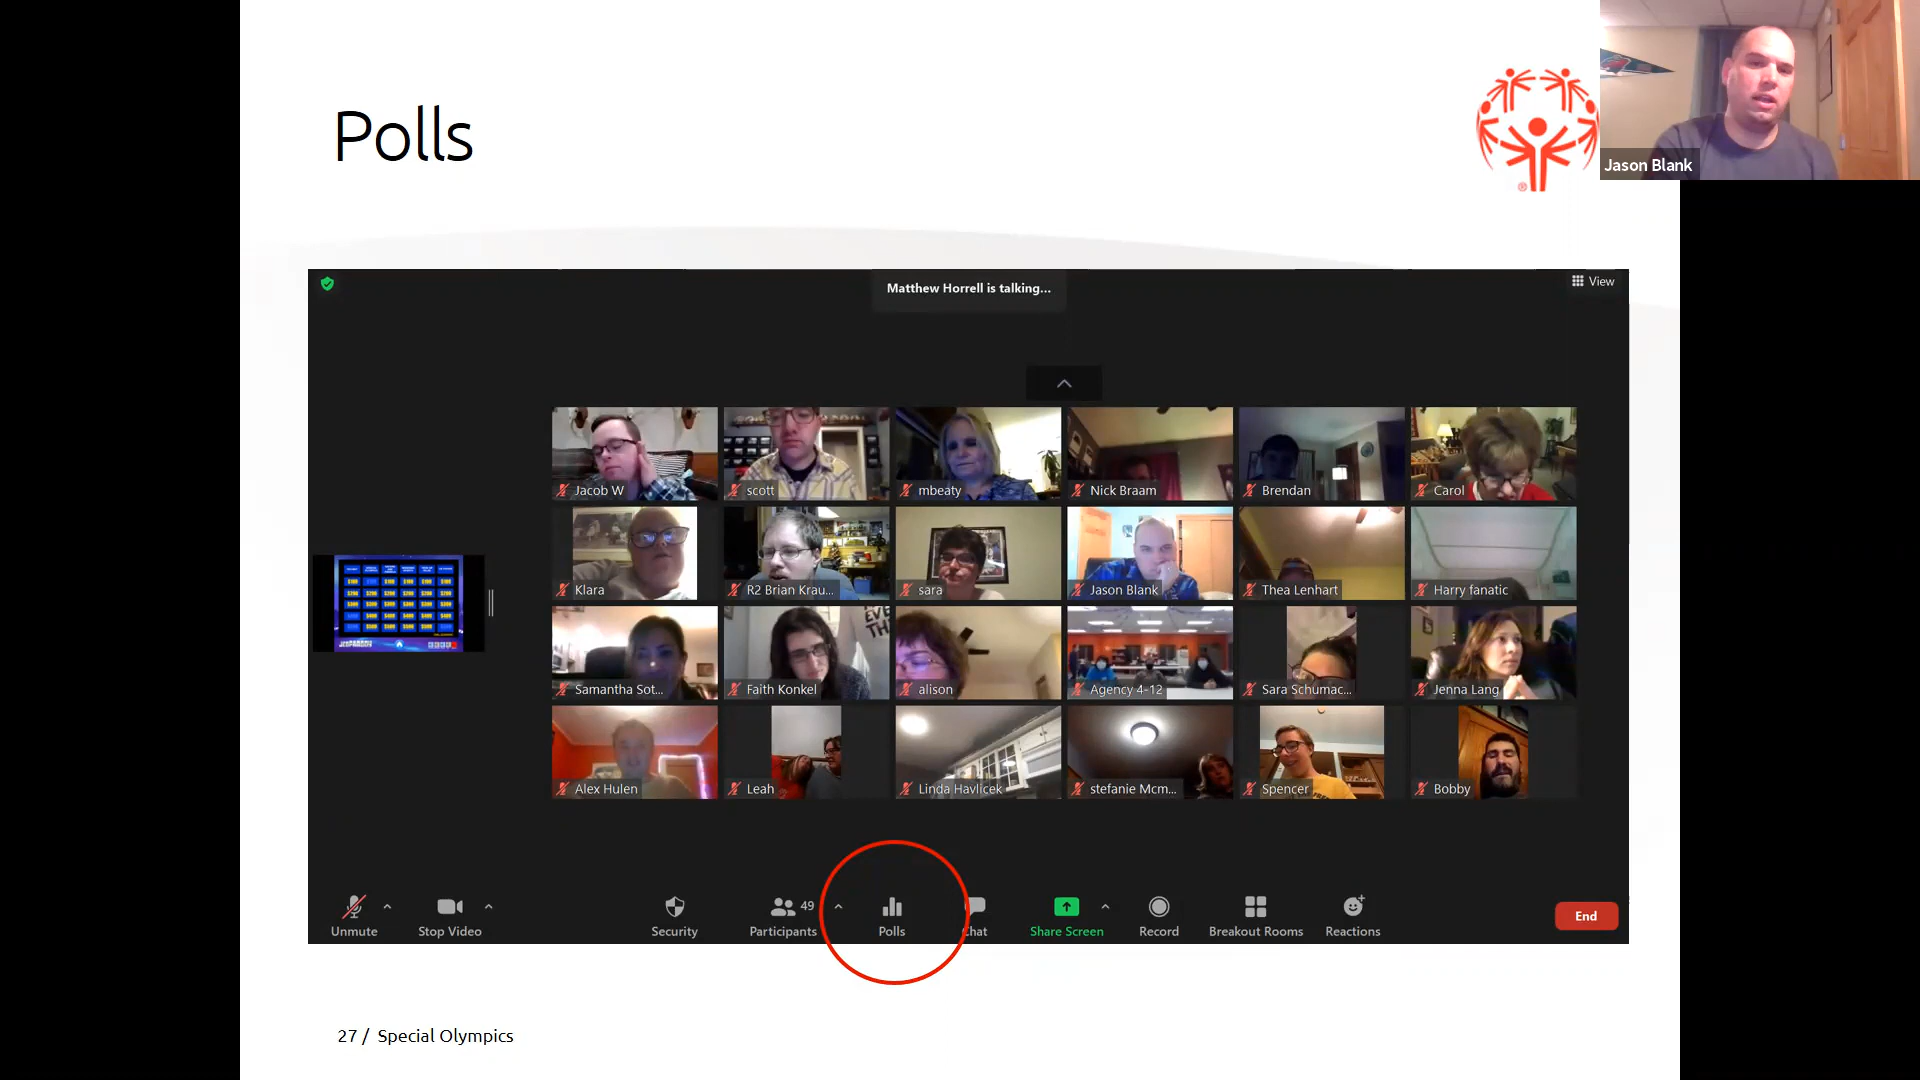 Polls
Jason Blank
Matthew Horrell is talking...
View
Jacob W
scott
mbeaty
Nick Braam
Brendan
Carol
Klara
R2 Brian Krau...
sara
Jason Blank
Thea Lenhart
Harry fanatic
Samantha Sot...
Faith Konkel
alison
Agency 4-12
Sara Schumac...
Jenna Lang
Alex Hulen
Leah
Linda Havlicek
stefanie Mcm...
Spencer
Bobby
Unmute
Stop Video
Security
Participants 49
Polls
Chat
Share Screen
Record
Breakout Rooms
Reactions
End
27 / Special Olympics